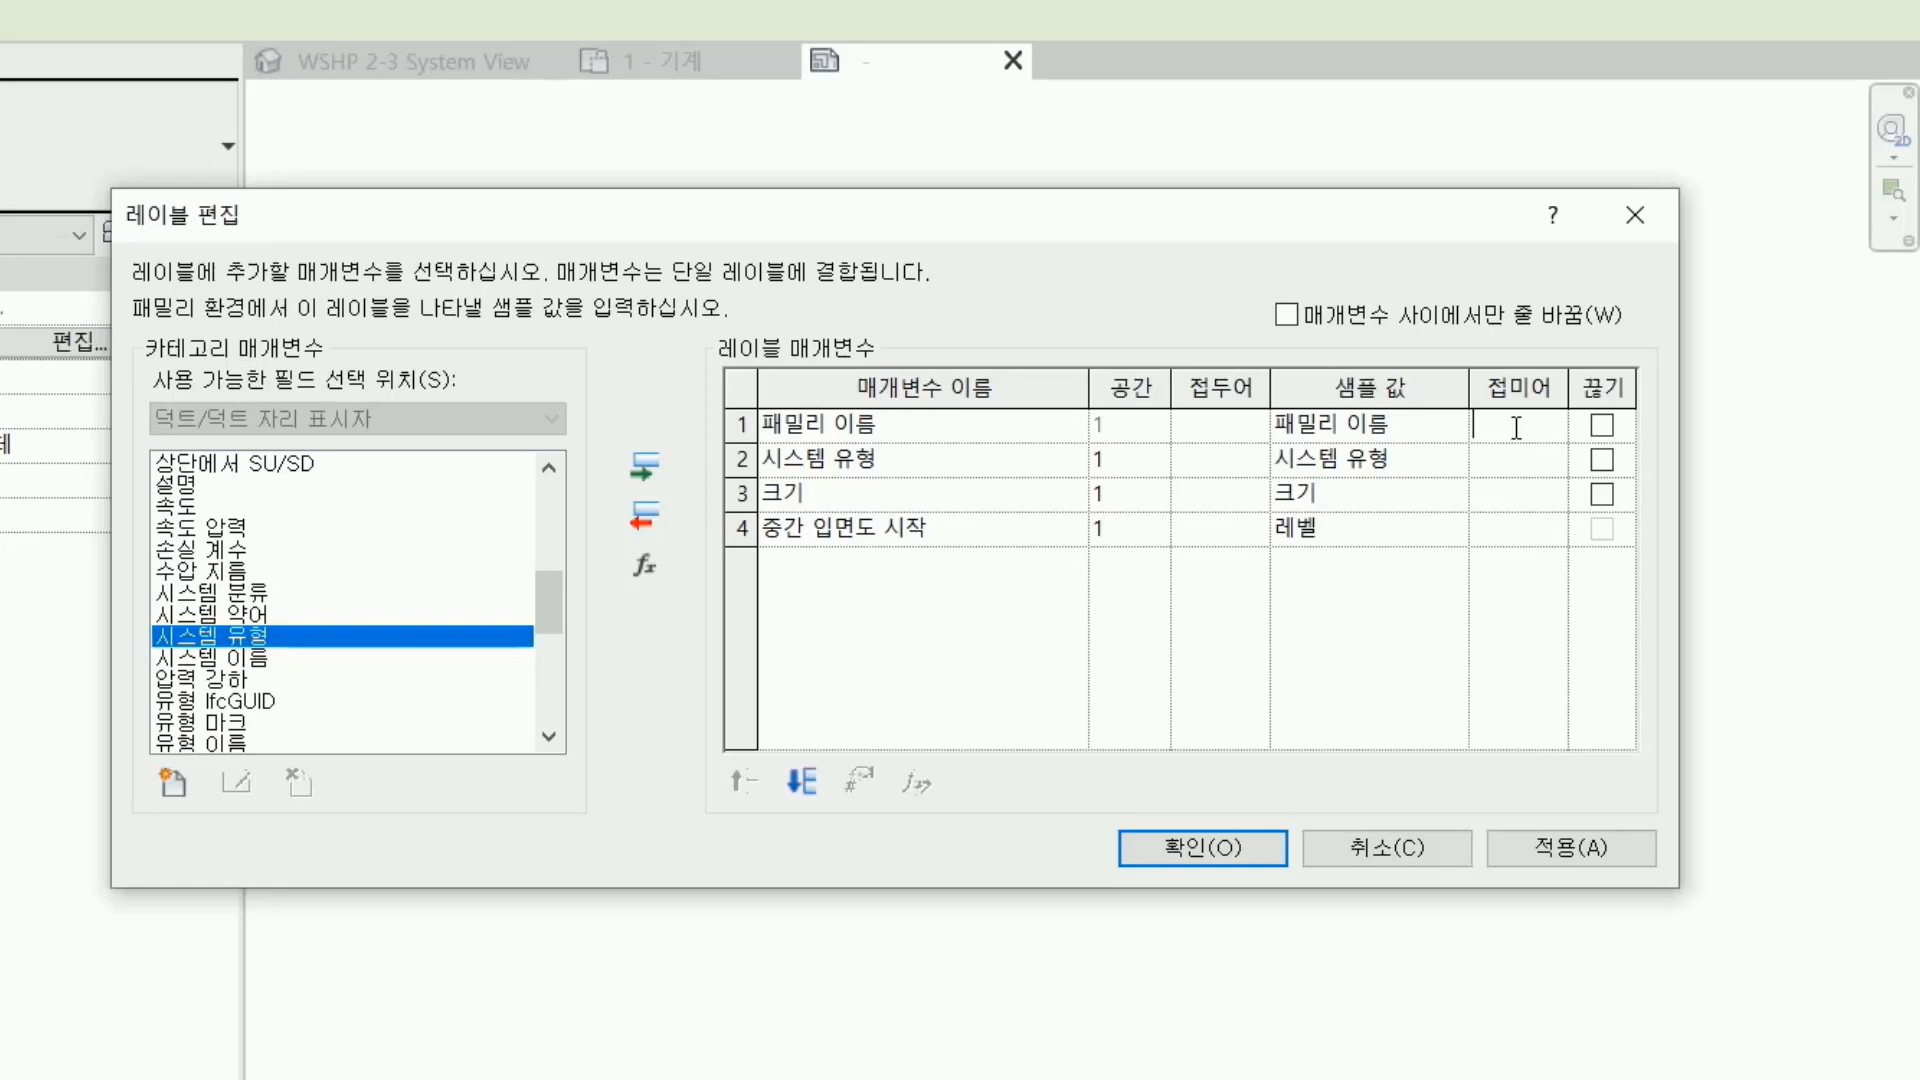 WSHP 2-3 System View
1 - 기계
-
레이블 편집
?
레이블에 추가할 매개변수를 선택하십시오. 매개변수는 단일 레이블에 결합됩니다.
패밀리 환경에서 이 레이블을 나타낼 샘플 값을 입력하십시오.
매개변수 사이에서만 줄 바꿈(W)
편집...
카테고리 매개변수
사용 가능한 필드 선택 위치(S):
덕트/덕트 자리 표시자
상단에서 SU/SD
설명
속도
속도 압력
손실 계수
수압 지름
시스템 분류
시스템 약어
시스템 유형
시스템 이름
압력 강하
유형 IfcGUID
유형 마크
유형 이름
fx
레이블 매개변수
매개변수 이름 공간 접두어 샘플 값 접미어 끊기
1 패밀리 이름 1 패밀리 이름
2 시스템 유형 1 시스템 유형
3 크기 1 크기
4 중간 입면도 시작 1 레벨
확인(O) 취소(C) 적용(A)
2D